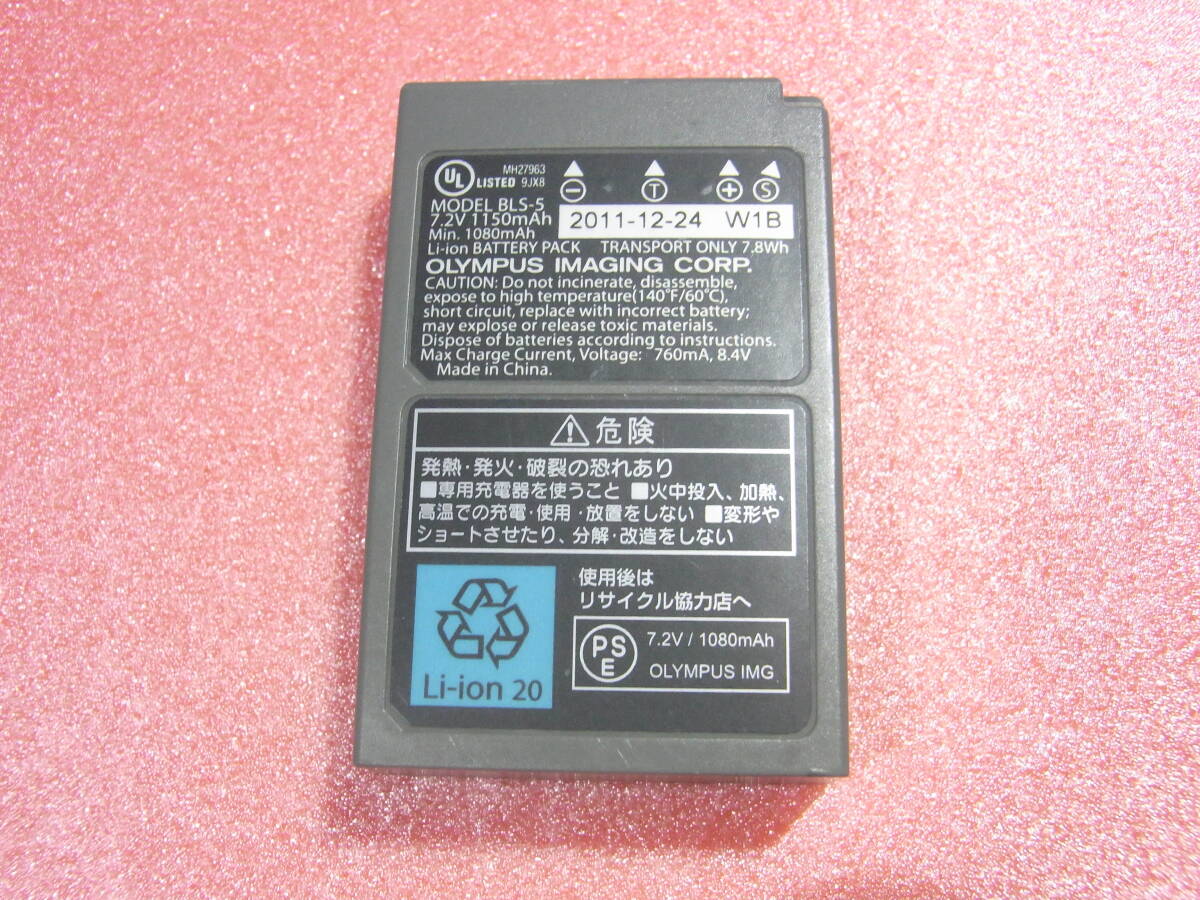 UL LISTED MH27963 9JX8
− T + S
MODEL BLS-5
7.2V 1150mAh
2011-12-24 W1B
Min. 1080mAh
Li-ion BATTERY PACK TRANSPORT ONLY 7.8Wh
OLYMPUS IMAGING CORP.
CAUTION: Do not incinerate, disassemble,
expose to high temperature(140°F/60°C),
short circuit, replace with incorrect battery;
may explode or release toxic materials.
Dispose of batteries according to instructions.
Max Charge Current, Voltage: 760mA, 8.4V
Made in China.
危険
発熱・発火・破裂の恐れあり
■専用充電器を使うこと ■火中投入、加熱、
高温での充電・使用・放置をしない ■変形や
ショートさせたり、分解・改造をしない
使用後は
リサイクル協力店へ
Li-ion 20
PSE
7.2V / 1080mAh
OLYMPUS IMG